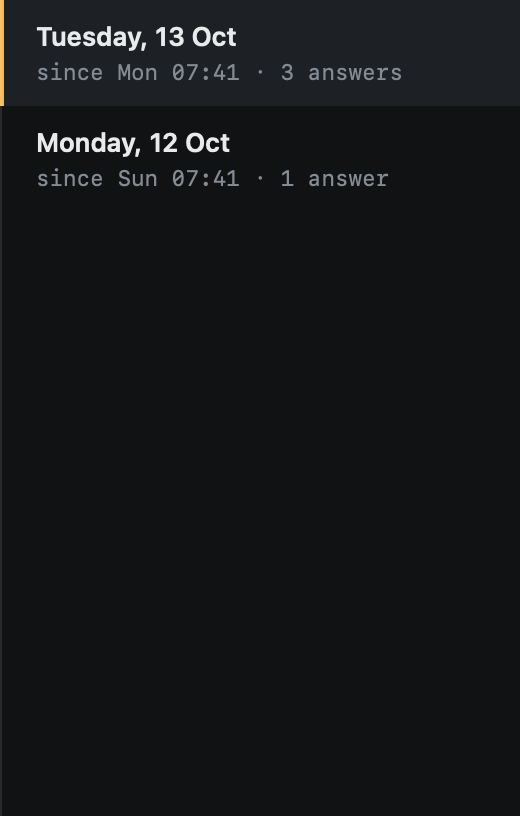 Tuesday, 13 Oct
since Mon 07:41 · 3 answers
Monday, 12 Oct
since Sun 07:41 · 1 answer